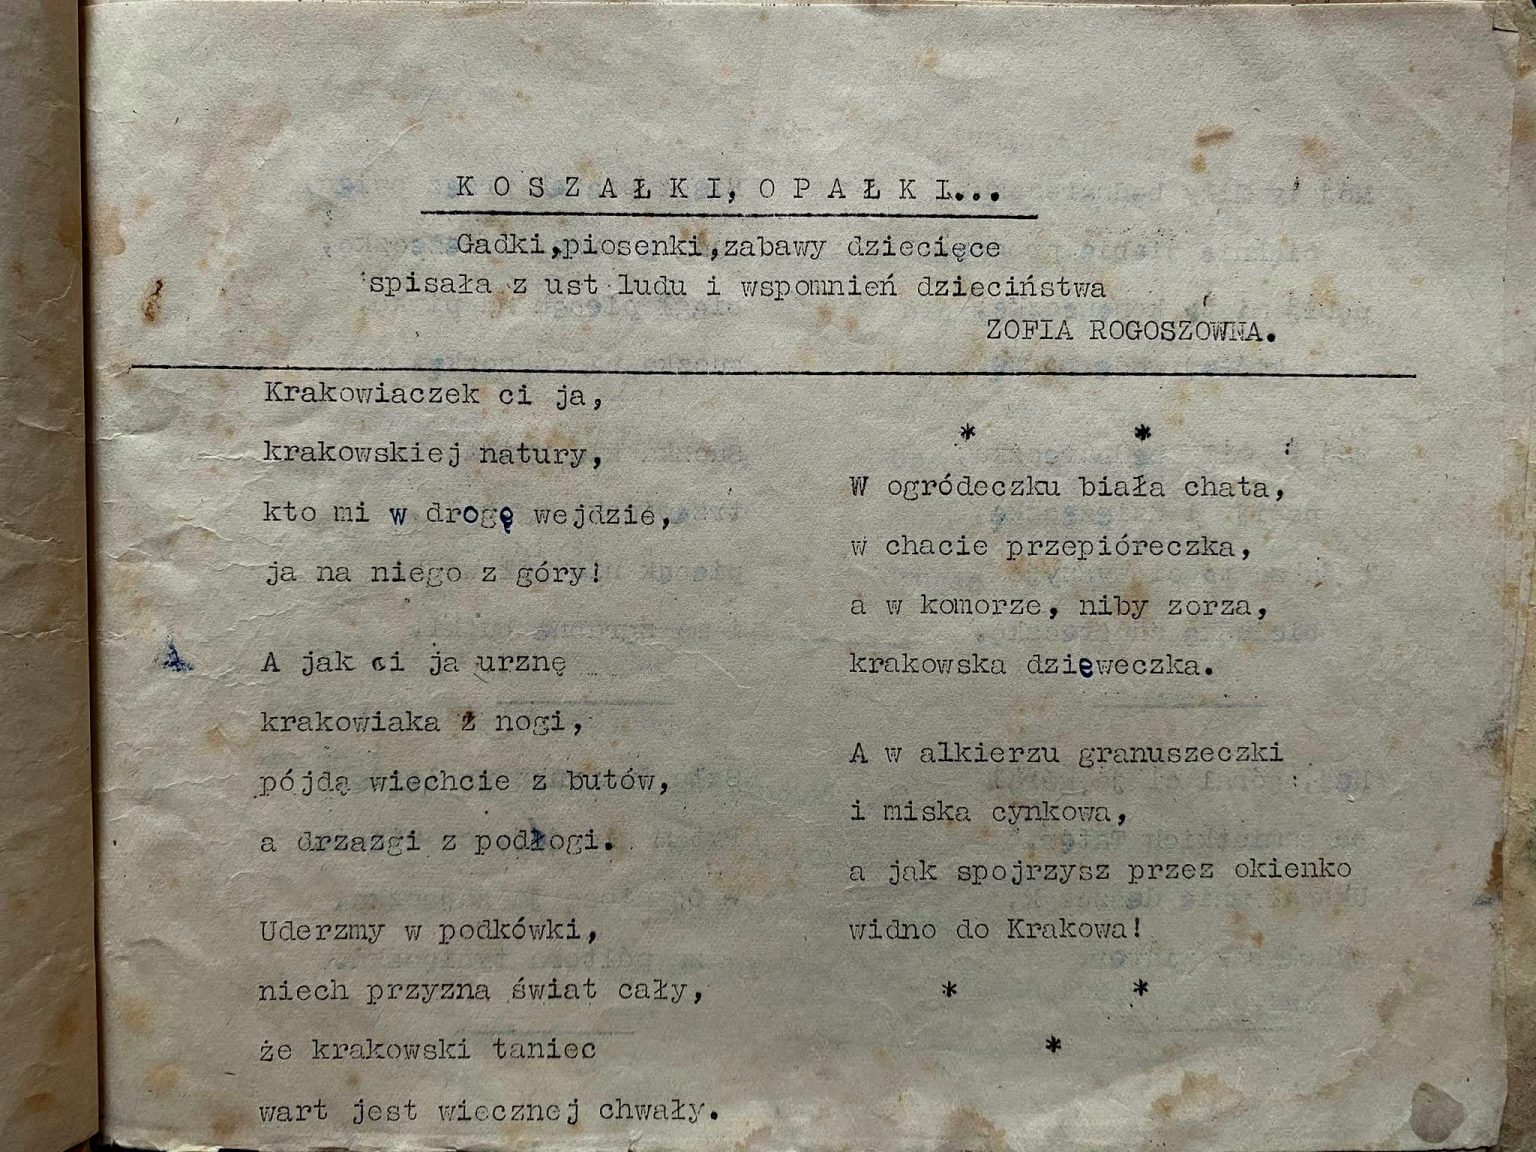 K O S Z A Ł K I, O P A Ł K I...
Gadki,piosenki,zabawy dziecięce
spisała z ust ludu i wspomnień dzieciństwa
ZOFIA ROGOSZOWNA.
Krakowiaczek ci ja,
krakowskiej natury,
kto mi w drogę wejdzie,
ja na niego z góry!
A jak ci ja urznę
krakowiaka z nogi,
pójdą wiechcie z butów,
a drzazgi z podłogi.
Uderzmy w podkówki,
niech przyzna świat cały,
że krakowski taniec
wart jest wiecznej chwały.
* *
W ogródeczku biała chata,
w chacie przepióreczka,
a w komorze, niby zorza,
krakowska dzieweczka.
A w alkierzu granuszeczki
i miska cynkowa,
a jak spojrzysz przez okienko
widno do Krakowa!
* *
*